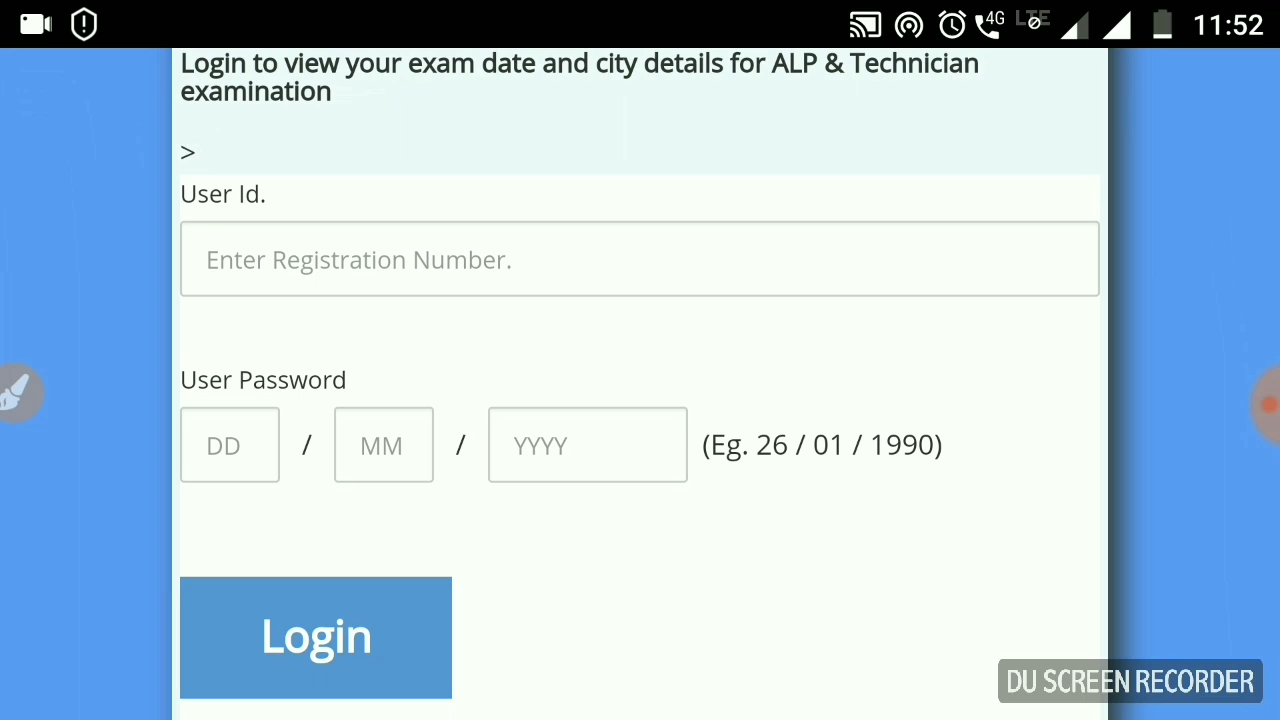 4G LTE 11:52
Login to view your exam date and city details for ALP & Technician
examination
>
User Id.
Enter Registration Number.
User Password
DD / MM / YYYY (Eg. 26 / 01 / 1990)
Login
DU SCREEN RECORDER